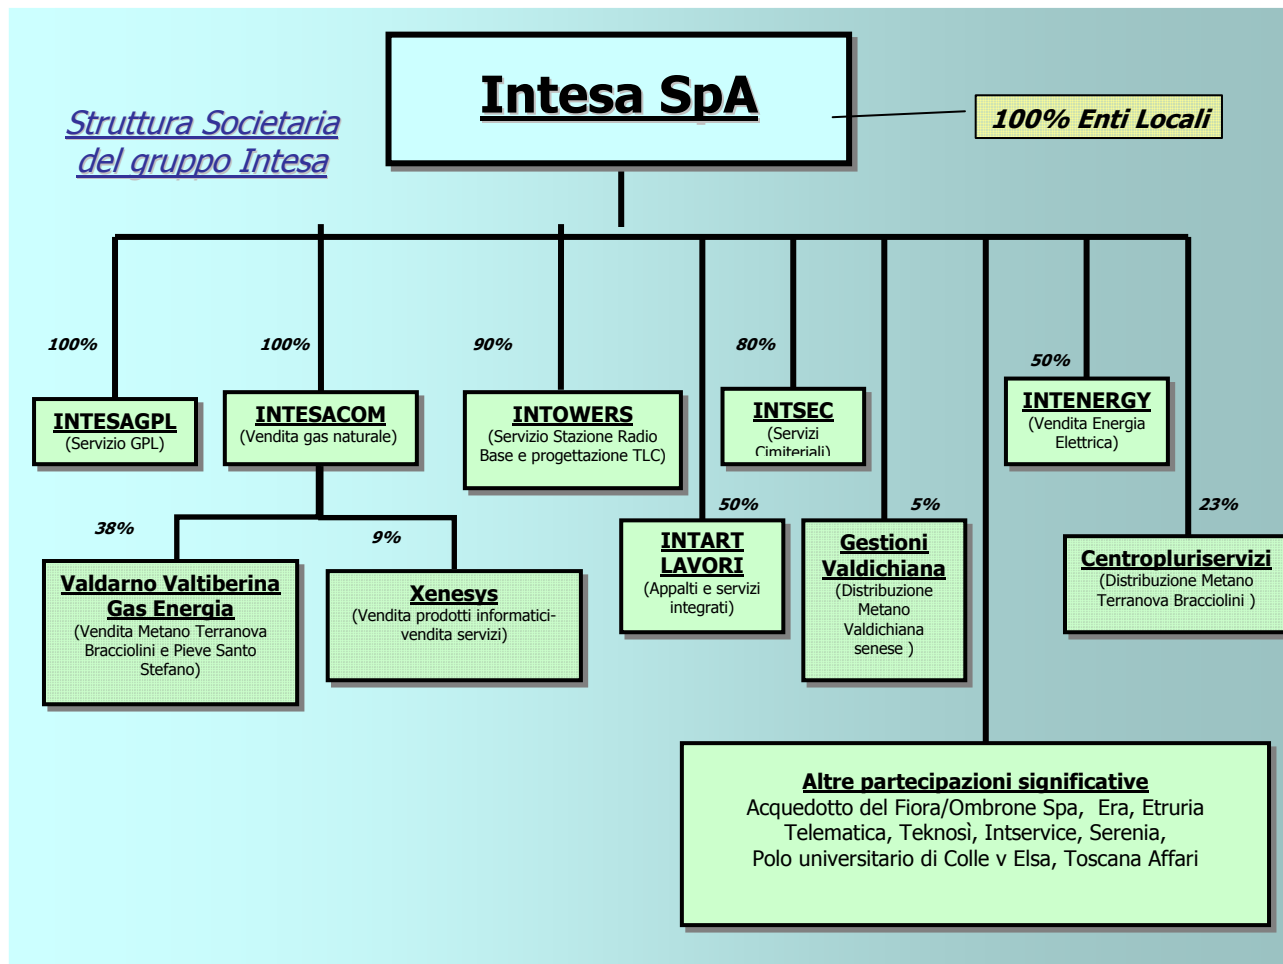 Intesa SpA
Struttura Societaria
del gruppo Intesa
100% Enti Locali
100%
100%
90%
80%
50%
INTESAGPL
(Servizio GPL)
INTESACOM
(Vendita gas naturale)
INTOWERS
(Servizio Stazione Radio
Base e progettazione TLC)
INTSEC
(Servizi
Cimiteriali)
INTENERGY
(Vendita Energia
Elettrica)
38%
9%
50%
5%
23%
Valdarno Valtiberina
Gas Energia
(Vendita Metano Terranova
Bracciolini e Pieve Santo
Stefano)
Xenesys
(Vendita prodotti informatici-
vendita servizi)
INTART
LAVORI
(Appalti e servizi
integrati)
Gestioni
Valdichiana
(Distribuzione
Metano
Valdichiana
senese )
Centropluriservizi
(Distribuzione Metano
Terranova Bracciolini )
Altre partecipazioni significative
Acquedotto del Fiora/Ombrone Spa, Era, Etruria
Telematica, Teknosì, Intservice, Serenia,
Polo universitario di Colle v Elsa, Toscana Affari